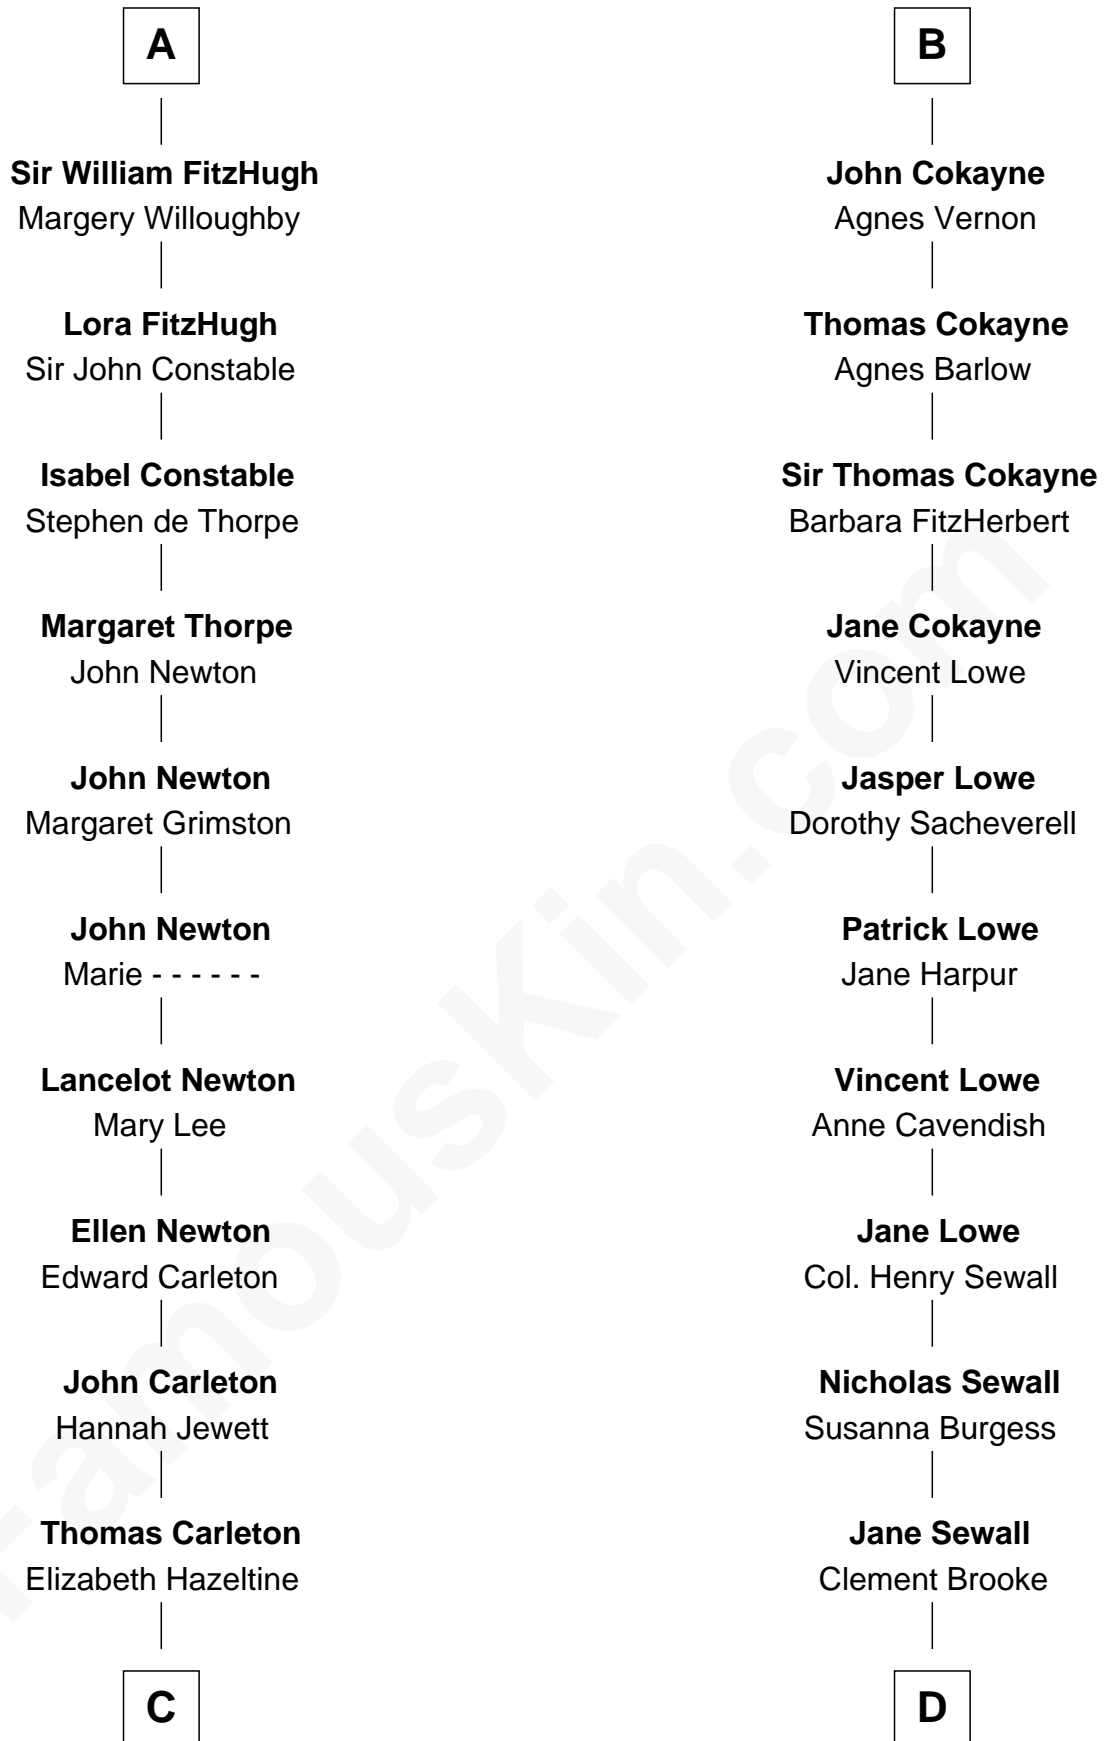 A
Sir William FitzHugh
Margery Willoughby
Lora FitzHugh
Sir John Constable
Isabel Constable
Stephen de Thorpe
Margaret Thorpe
John Newton
John Newton
Margaret Grimston
John Newton
Marie - - - - - -
Lancelot Newton
Mary Lee
Ellen Newton
Edward Carleton
John Carleton
Hannah Jewett
Thomas Carleton
Elizabeth Hazeltine
C
B
John Cokayne
Agnes Vernon
Thomas Cokayne
Agnes Barlow
Sir Thomas Cokayne
Barbara FitzHerbert
Jane Cokayne
Vincent Lowe
Jasper Lowe
Dorothy Sacheverell
Patrick Lowe
Jane Harpur
Vincent Lowe
Anne Cavendish
Jane Lowe
Col. Henry Sewall
Nicholas Sewall
Susanna Burgess
Jane Sewall
Clement Brooke
D
FamousKin.com